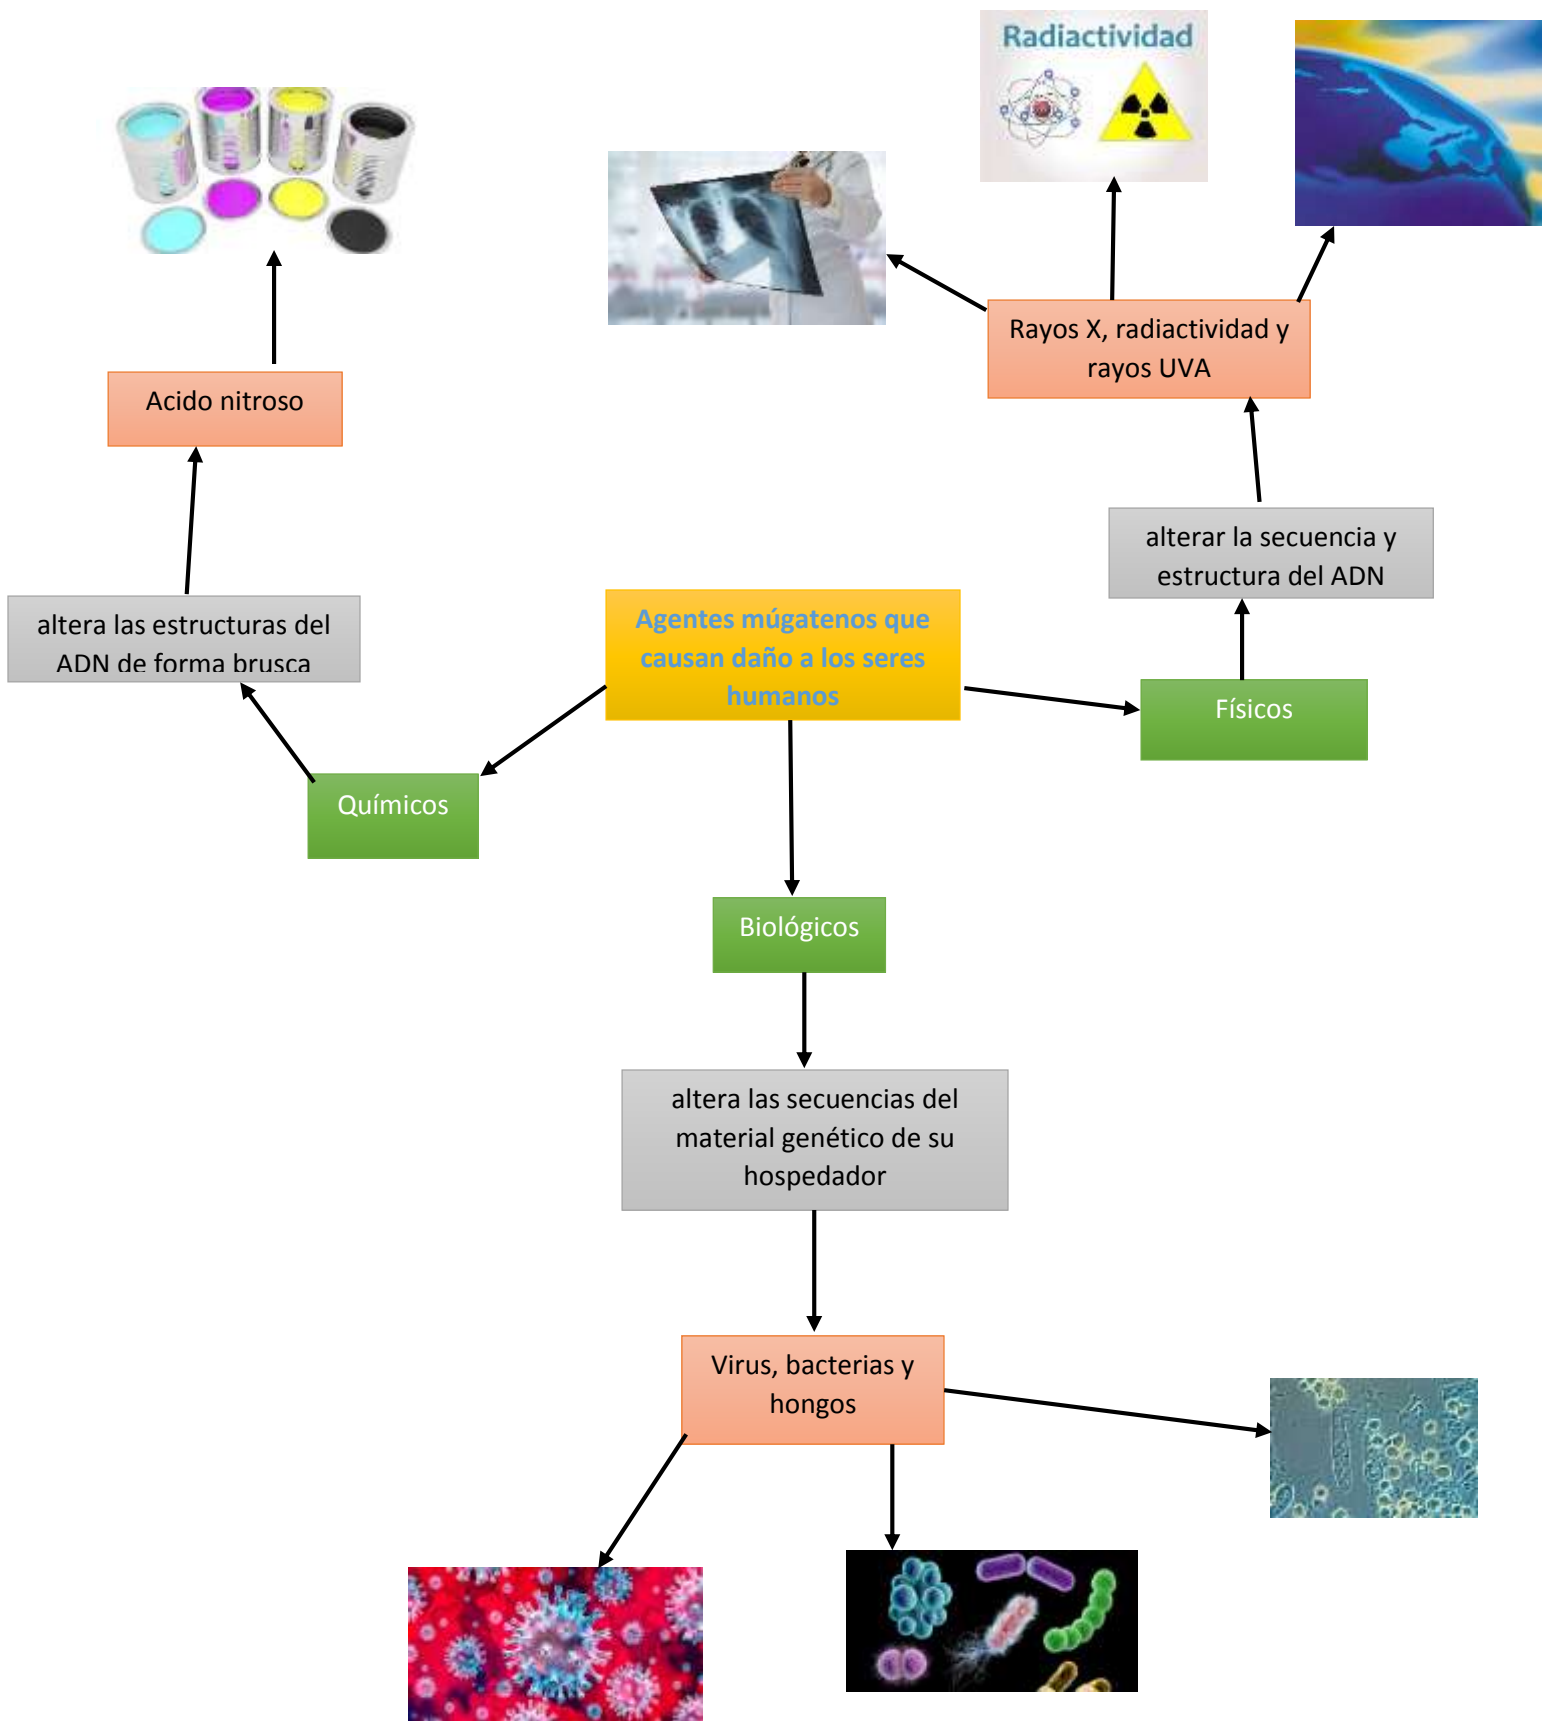 Radiactividad
Rayos X, radiactividad y
rayos UVA
Acido nitroso
alterar la secuencia y
estructura del ADN
altera las estructuras del
ADN de forma brusca
Agentes múgatenos que
causan daño a los seres
humanos
Físicos
Químicos
Biológicos
altera las secuencias del
material genético de su
hospedador
Virus, bacterias y
hongos